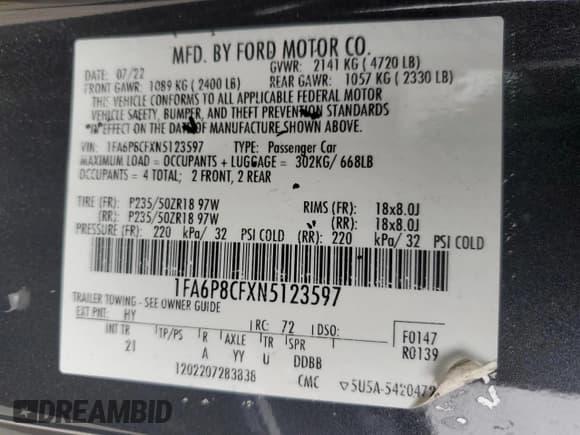 MFD. BY FORD MOTOR CO.
DATE: 07/22 GVWR: 2141 KG ( 4720 LB)
FRONT GAWR: 1089 KG ( 2400 LB) REAR GAWR: 1057 KG ( 2330 LB)
THIS VEHICLE CONFORMS TO ALL APPLICABLE FEDERAL MOTOR
VEHICLE SAFETY, BUMPER, AND THEFT PREVENTION STANDARDS
IN EFFECT ON THE DATE OF MANUFACTURE SHOWN ABOVE.
VIN: 1FA6P8CFXN5123597 TYPE: Passenger Car
MAXIMUM LOAD = OCCUPANTS + LUGGAGE = 302KG/ 668LB
OCCUPANTS = 4 TOTAL; 2 FRONT, 2 REAR
TIRE (FR): P235/50ZR18 97W RIMS (FR): 18x8.0J
(RR): P235/50ZR18 97W (RR): 18x8.0J
PRESSURE (FR): 220 kPa/ 32 PSI COLD (RR): 220 kPa/ 32 PSI COLD
1FA6P8CFXN5123597
TRAILER TOWING - SEE OWNER GUIDE
EXT PNT: HY RC: 72 DSO: F0147
INT TR TP/PS R AXLE TR SPR R0139
21 A YY U DDBB
1202207283838 CMC 5U5A-5420472
DREAMBID